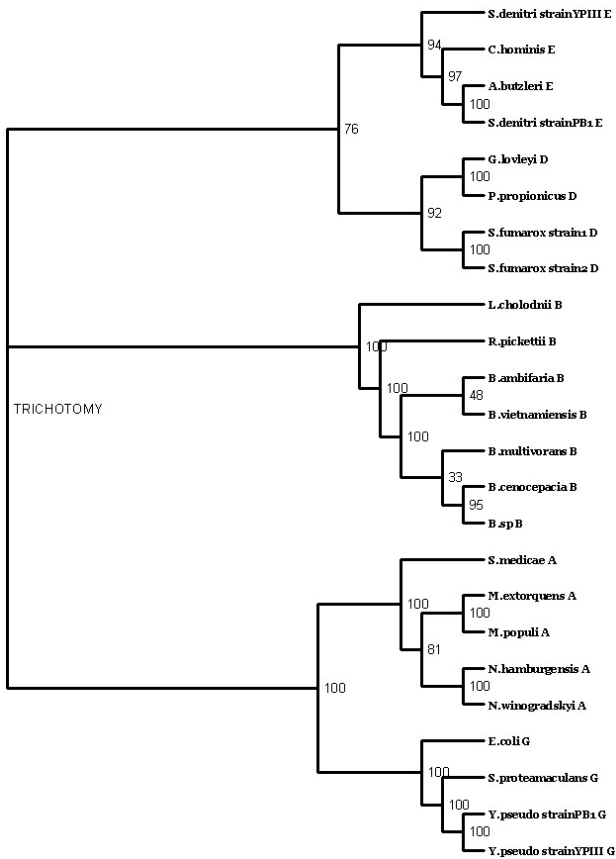 S.denitri strainYPIII E
94
C.hominis E
97
A.butzleri E
100
S.denitri strainPB1 E
76
G.lovleyi D
100
P.propionicus D
92
S.fumarox strain1 D
100
S.fumarox strain2 D
L.cholodnii B
100
R.pickettii B
100
B.ambifaria B
48
B.vietnamiensis B
TRICHOTOMY
100
B.multivorans B
33
B.cenocepacia B
95
B.sp B
S.medicae A
100
M.extorquens A
100
M.populi A
81
N.hamburgensis A
100
N.winogradskyi A
100
E.coli G
100
S.proteamaculans G
100
Y.pseudo strainPB1 G
100
Y.pseudo strainYPIII G